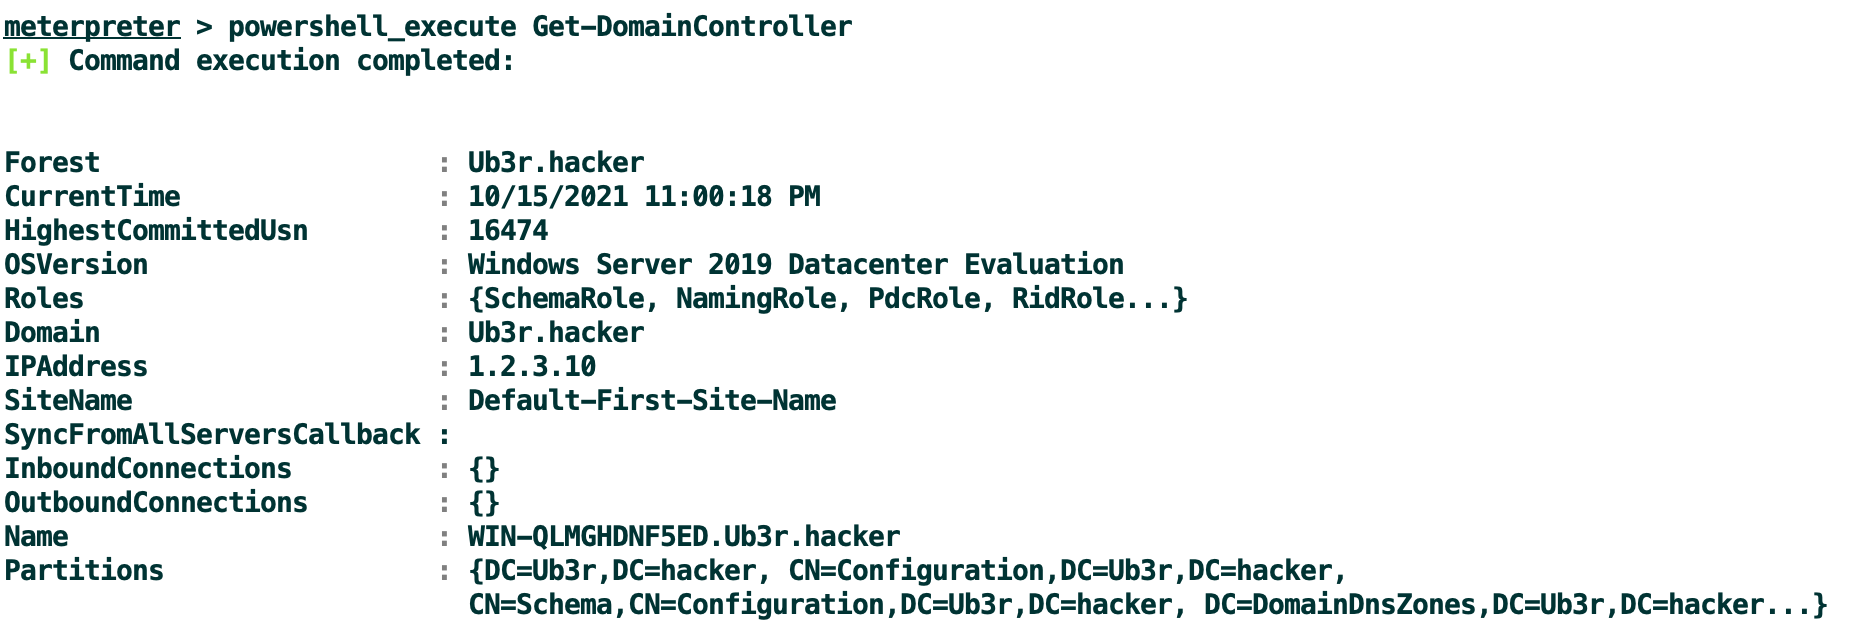 meterpreter > powershell_execute Get-DomainController
[+] Command execution completed:
Forest : Ub3r.hacker
CurrentTime : 10/15/2021 11:00:18 PM
HighestCommittedUsn : 16474
OSVersion : Windows Server 2019 Datacenter Evaluation
Roles : {SchemaRole, NamingRole, PdcRole, RidRole...}
Domain : Ub3r.hacker
IPAddress : 1.2.3.10
SiteName : Default-First-Site-Name
SyncFromAllServersCallback :
InboundConnections : {}
OutboundConnections : {}
Name : WIN-QLMGHDNF5ED.Ub3r.hacker
Partitions : {DC=Ub3r,DC=hacker, CN=Configuration,DC=Ub3r,DC=hacker,
CN=Schema,CN=Configuration,DC=Ub3r,DC=hacker, DC=DomainDnsZones,DC=Ub3r,DC=hacker...}